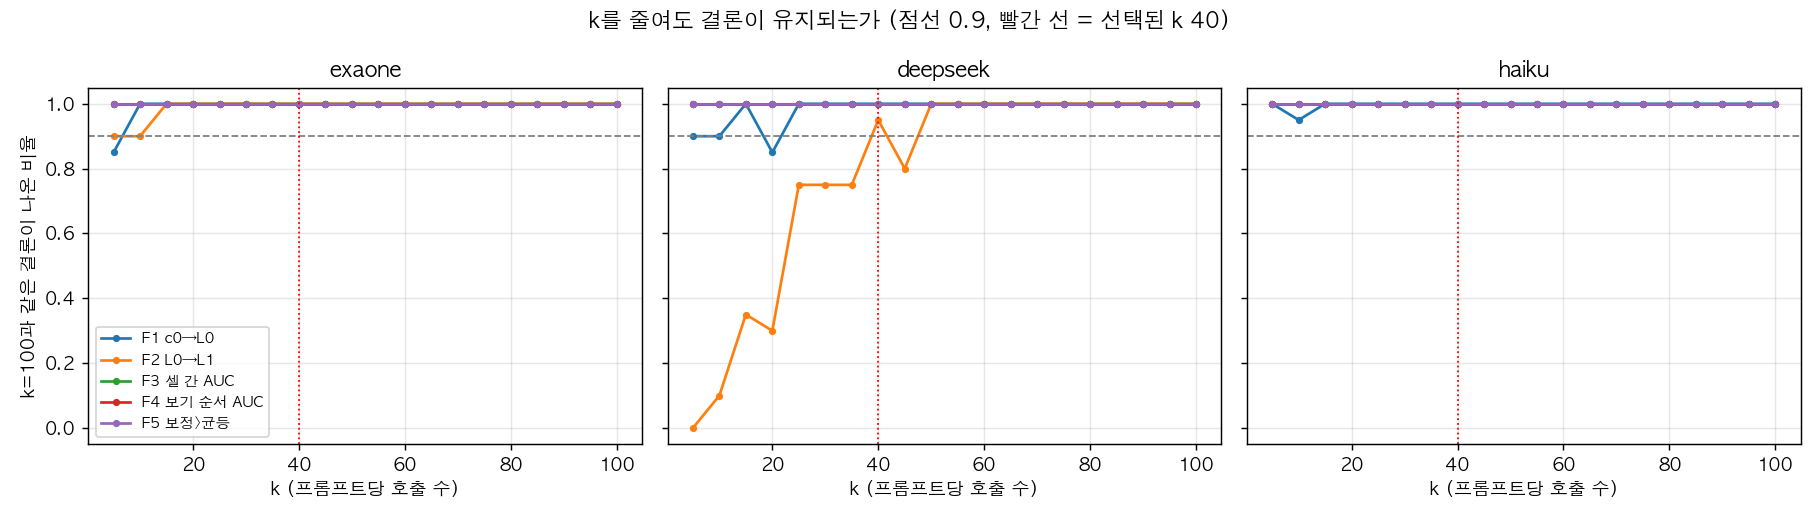 k를 줄여도 결론이 유지되는가 (점선 0.9, 빨간 선 = 선택된 k 40)
exaone
deepseek
haiku
k=100과 같은 결론이 나온 비율
1.0
0.8
0.6
0.4
0.2
0.0
F1 c0→L0
F2 L0→L1
F3 셀 간 AUC
F4 보기 순서 AUC
F5 보정>균등
20 40 60 80 100
20 40 60 80 100
20 40 60 80 100
k (프롬프트당 호출 수)
k (프롬프트당 호출 수)
k (프롬프트당 호출 수)